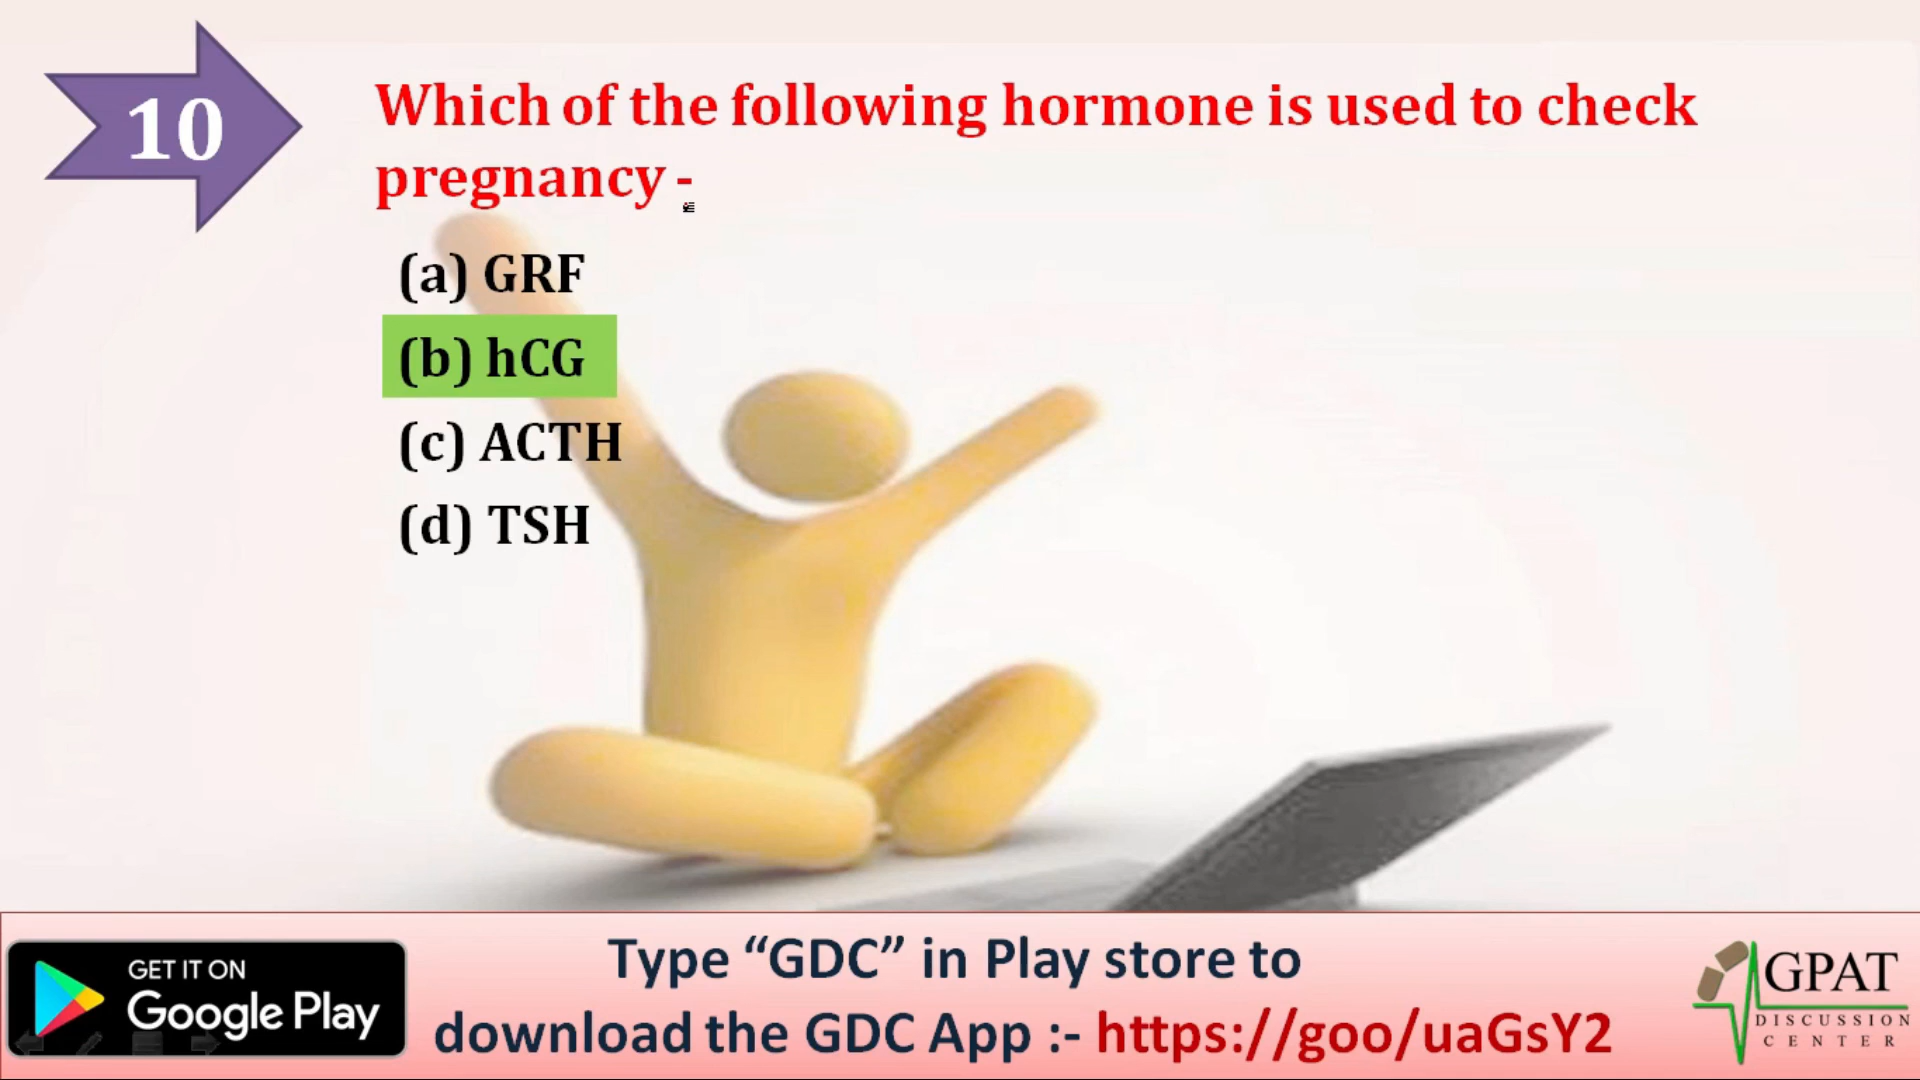 10
Which of the following hormone is used to check
pregnancy -
(a) GRF
(b) hCG
(c) ACTH
(d) TSH
GET IT ON
Google Play
Type “GDC” in Play store to
download the GDC App :- https://goo/uaGsY2
GPAT
DISCUSSION
CENTER